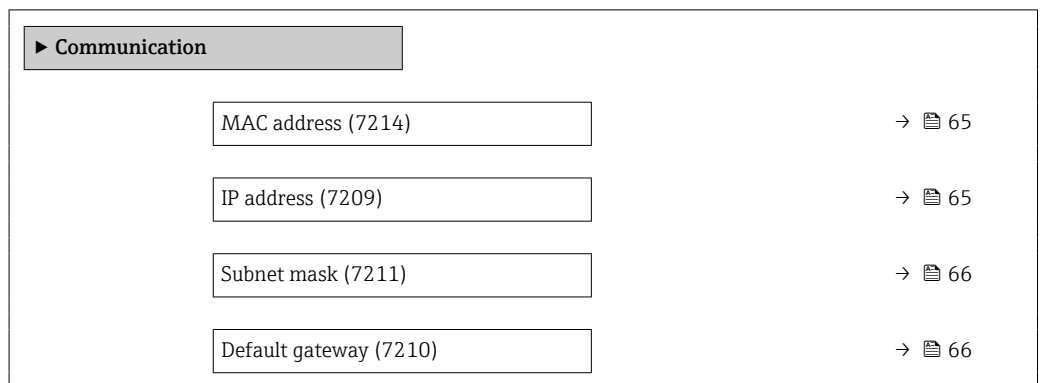 ▶ Communication
MAC address (7214) → 65
IP address (7209) → 65
Subnet mask (7211) → 66
Default gateway (7210) → 66